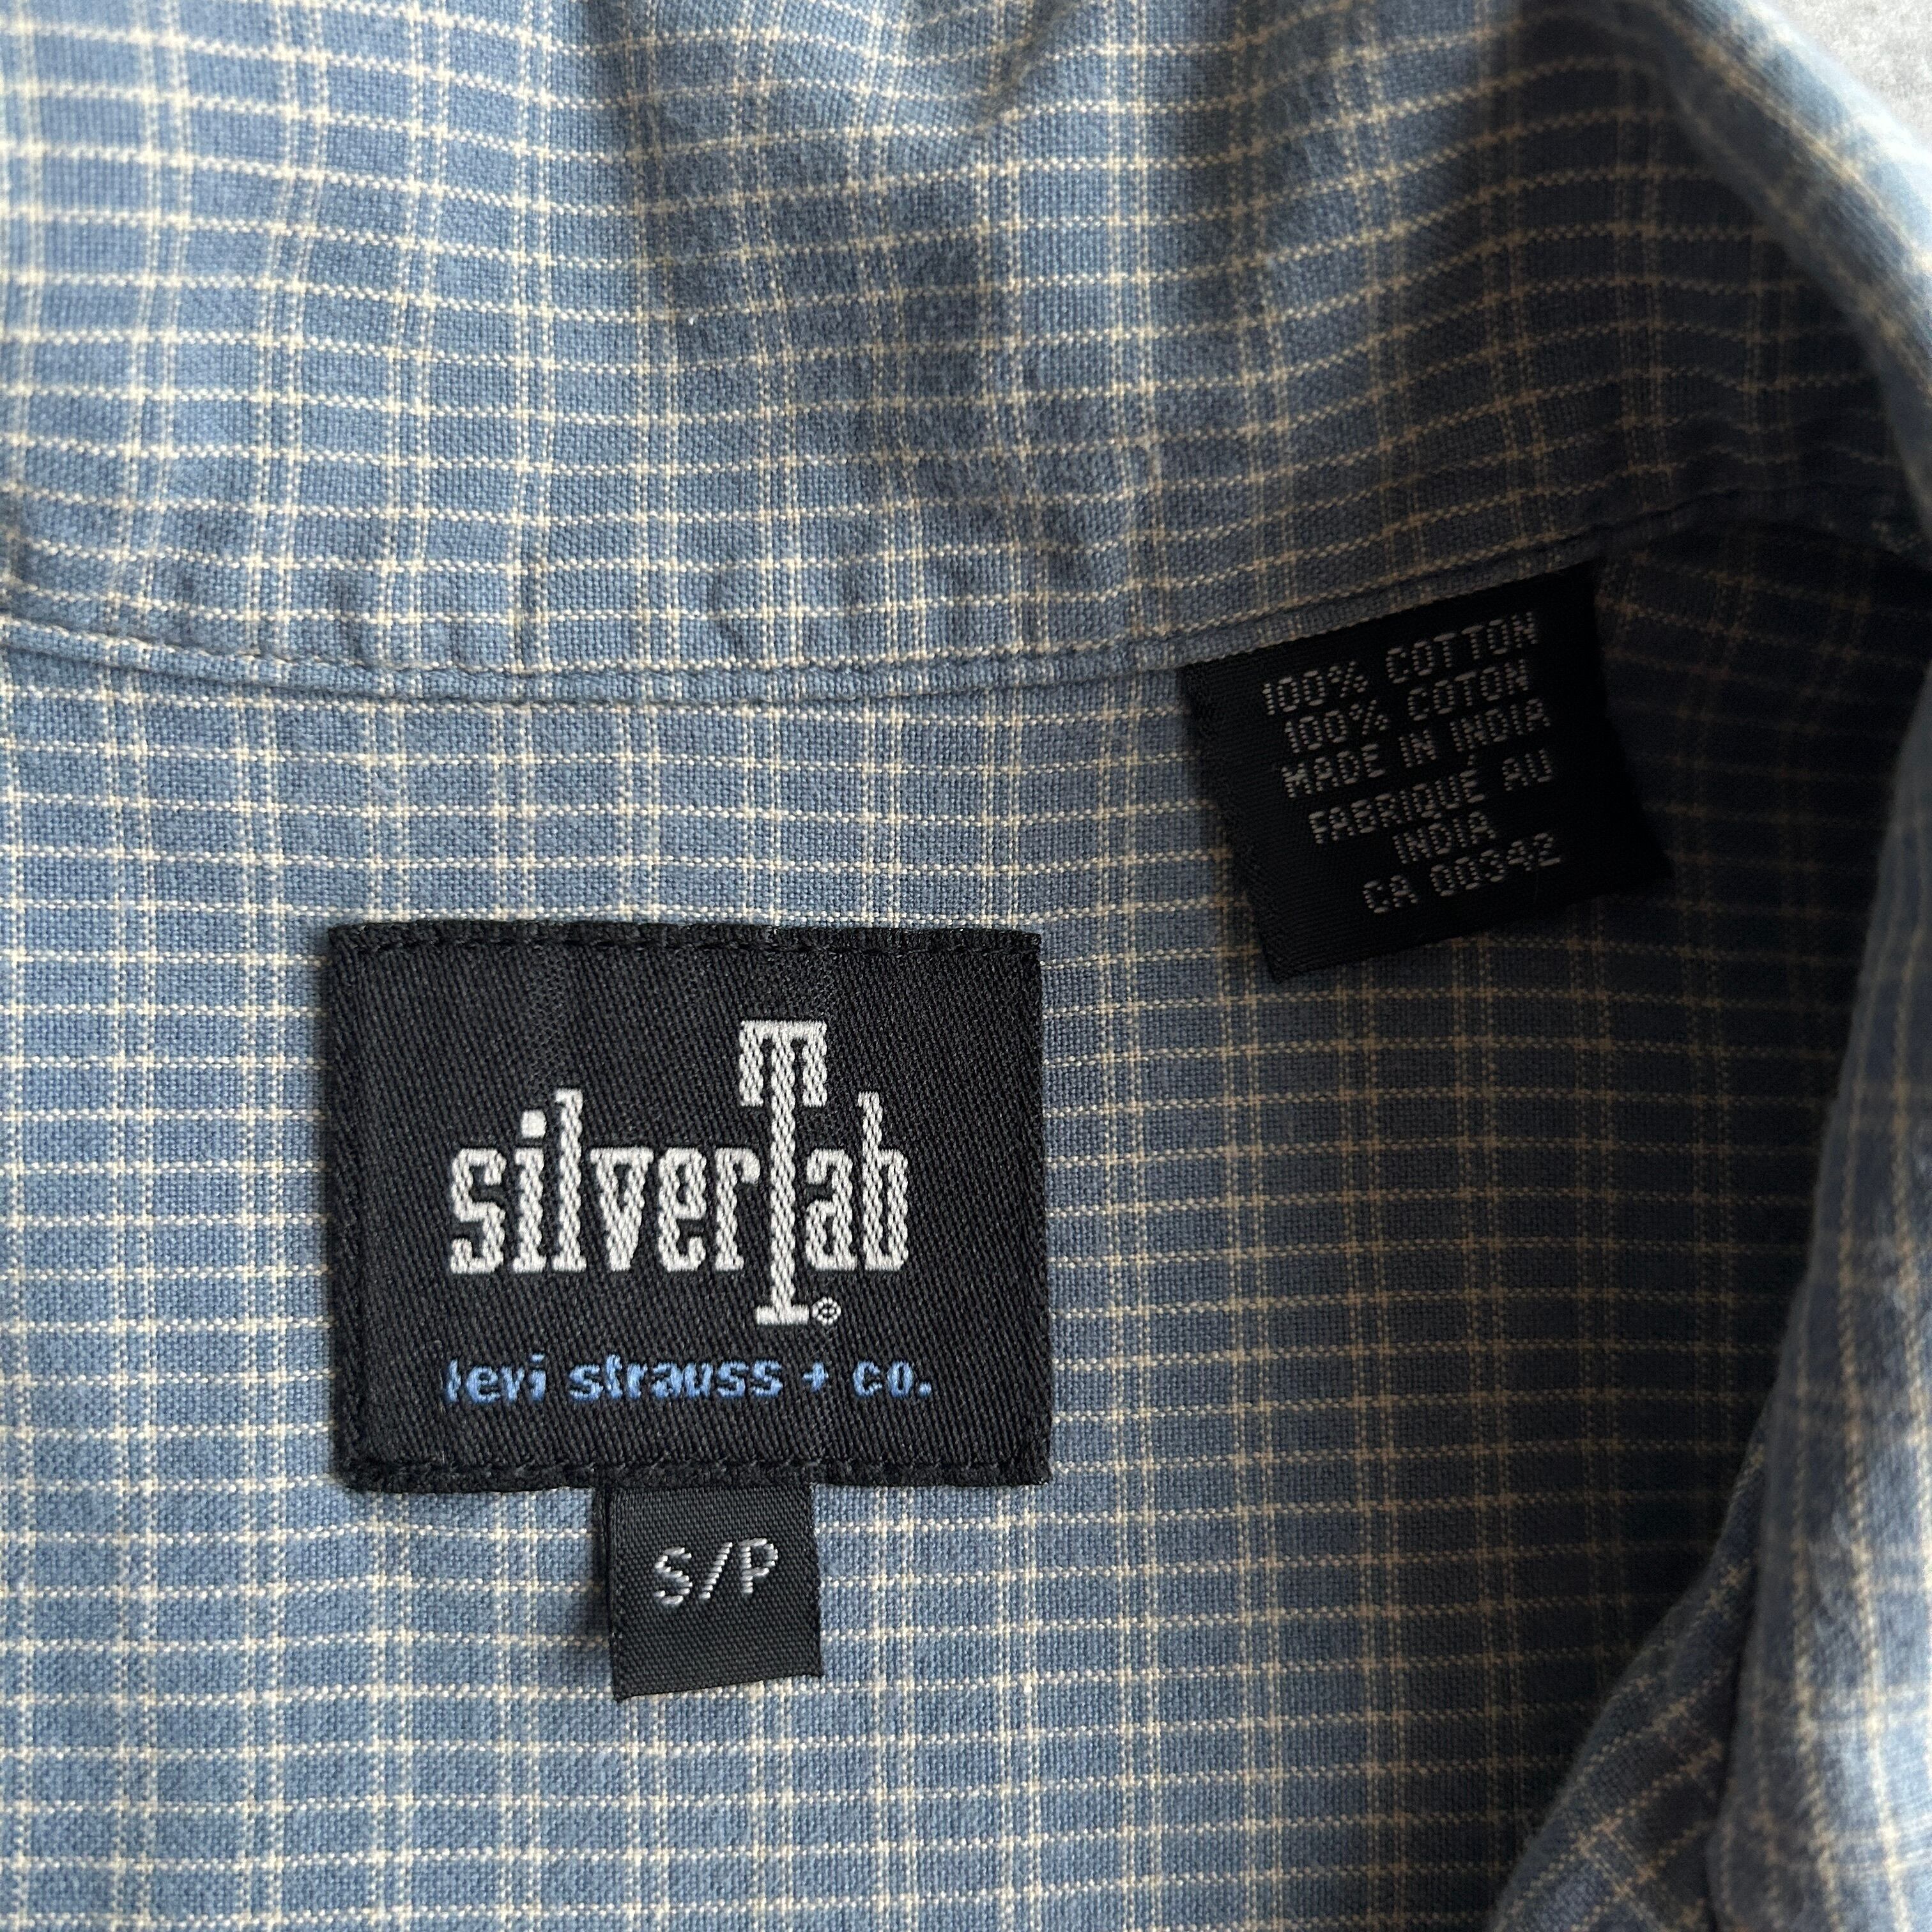 100% COTTON
100% COTON
MADE IN INDIA
FABRIQUÉ AU
INDIA
CA 00342
silverTab®
levi strauss + co.
S/P